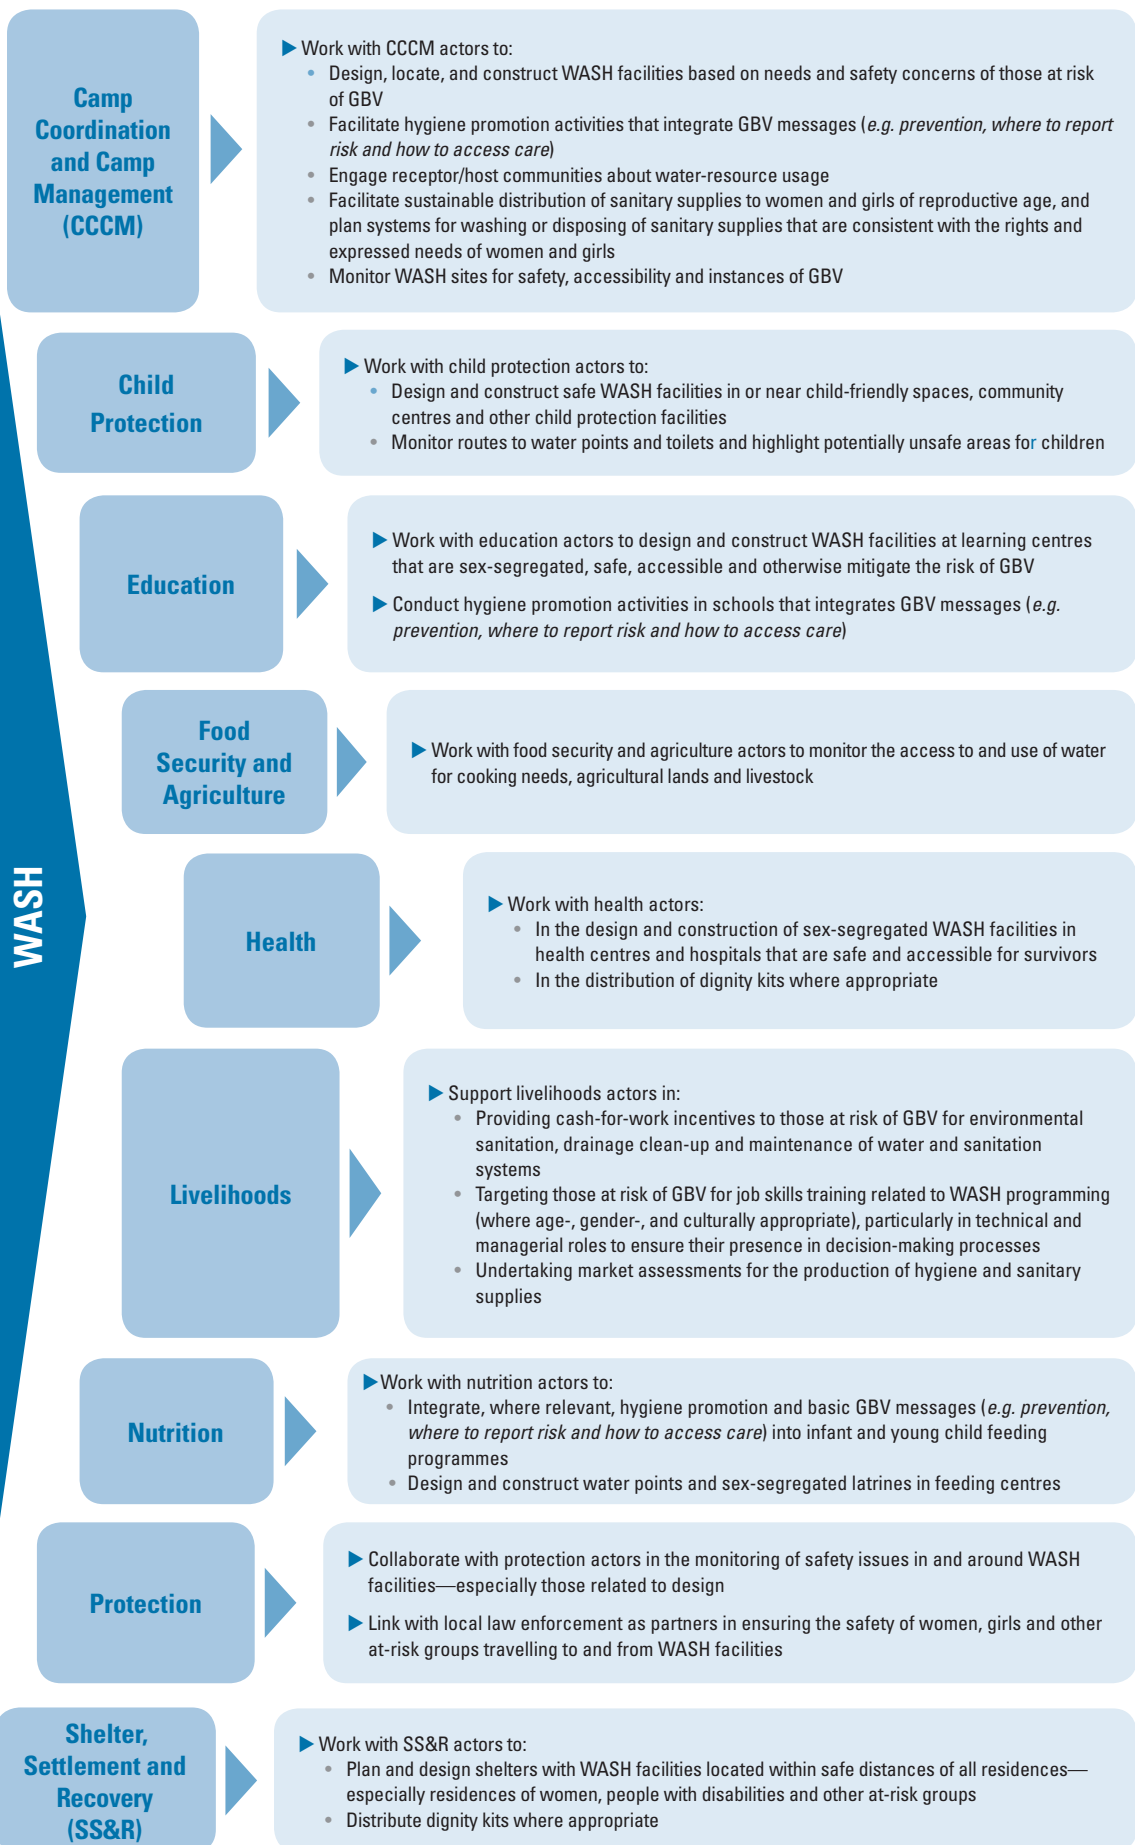 Camp
Coordination
and Camp
Management
(CCCM)
▶ Work with CCCM actors to:
• Design, locate, and construct WASH facilities based on needs and safety concerns of those at risk
of GBV
• Facilitate hygiene promotion activities that integrate GBV messages (e.g. prevention, where to report
risk and how to access care)
• Engage receptor/host communities about water-resource usage
• Facilitate sustainable distribution of sanitary supplies to women and girls of reproductive age, and
plan systems for washing or disposing of sanitary supplies that are consistent with the rights and
expressed needs of women and girls
• Monitor WASH sites for safety, accessibility and instances of GBV
Child
Protection
▶ Work with child protection actors to:
• Design and construct safe WASH facilities in or near child-friendly spaces, community
centres and other child protection facilities
• Monitor routes to water points and toilets and highlight potentially unsafe areas for children
Education
▶ Work with education actors to design and construct WASH facilities at learning centres
that are sex-segregated, safe, accessible and otherwise mitigate the risk of GBV
▶ Conduct hygiene promotion activities in schools that integrates GBV messages (e.g.
prevention, where to report risk and how to access care)
Food
Security and
Agriculture
▶ Work with food security and agriculture actors to monitor the access to and use of water
for cooking needs, agricultural lands and livestock
WASH
Health
▶ Work with health actors:
• In the design and construction of sex-segregated WASH facilities in
health centres and hospitals that are safe and accessible for survivors
• In the distribution of dignity kits where appropriate
Livelihoods
▶ Support livelihoods actors in:
• Providing cash-for-work incentives to those at risk of GBV for environmental
sanitation, drainage clean-up and maintenance of water and sanitation
systems
• Targeting those at risk of GBV for job skills training related to WASH programming
(where age-, gender-, and culturally appropriate), particularly in technical and
managerial roles to ensure their presence in decision-making processes
• Undertaking market assessments for the production of hygiene and sanitary
supplies
Nutrition
▶Work with nutrition actors to:
• Integrate, where relevant, hygiene promotion and basic GBV messages (e.g. prevention,
where to report risk and how to access care) into infant and young child feeding
programmes
• Design and construct water points and sex-segregated latrines in feeding centres
Protection
▶ Collaborate with protection actors in the monitoring of safety issues in and around WASH
facilities—especially those related to design
▶ Link with local law enforcement as partners in ensuring the safety of women, girls and other
at-risk groups travelling to and from WASH facilities
Shelter,
Settlement and
Recovery
(SS&R)
▶ Work with SS&R actors to:
• Plan and design shelters with WASH facilities located within safe distances of all residences—
especially residences of women, people with disabilities and other at-risk groups
• Distribute dignity kits where appropriate